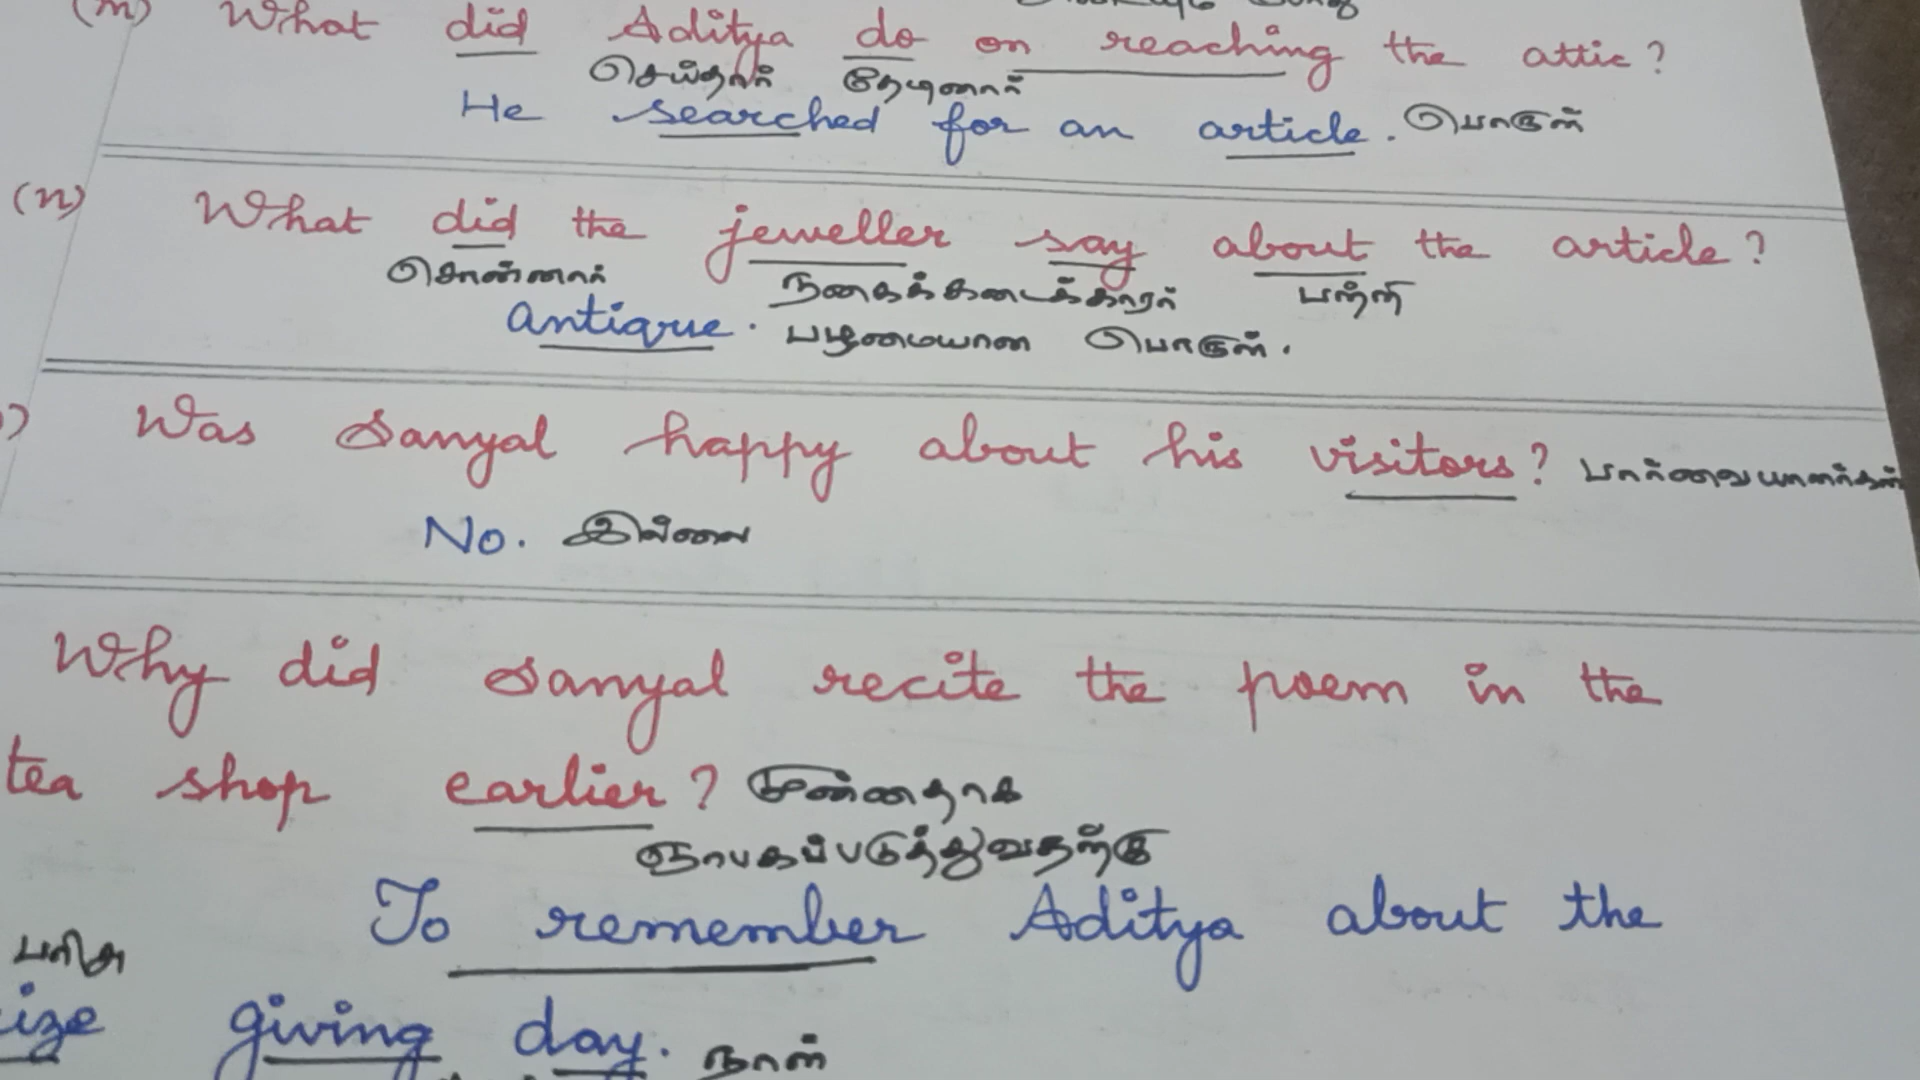 (m) What did Aditya do on reaching the attic?
செய்தார் தேடினார்
He searched for an article. பொருள்
(n) What did the jeweller say about the article?
சொன்னார் நகைக்கடைக்காரர் பற்றி
Antique. பழமையான பொருள்.
Was Sanyal happy about his visitors? பார்வையாளர்கள்
No. இல்லை
Why did Sanyal recite the poem in the
tea shop earlier? முன்னதாக
ஞாபகப்படுத்துவதற்கு
To remember Aditya about the
பரிசு
ize giving day. நாள்